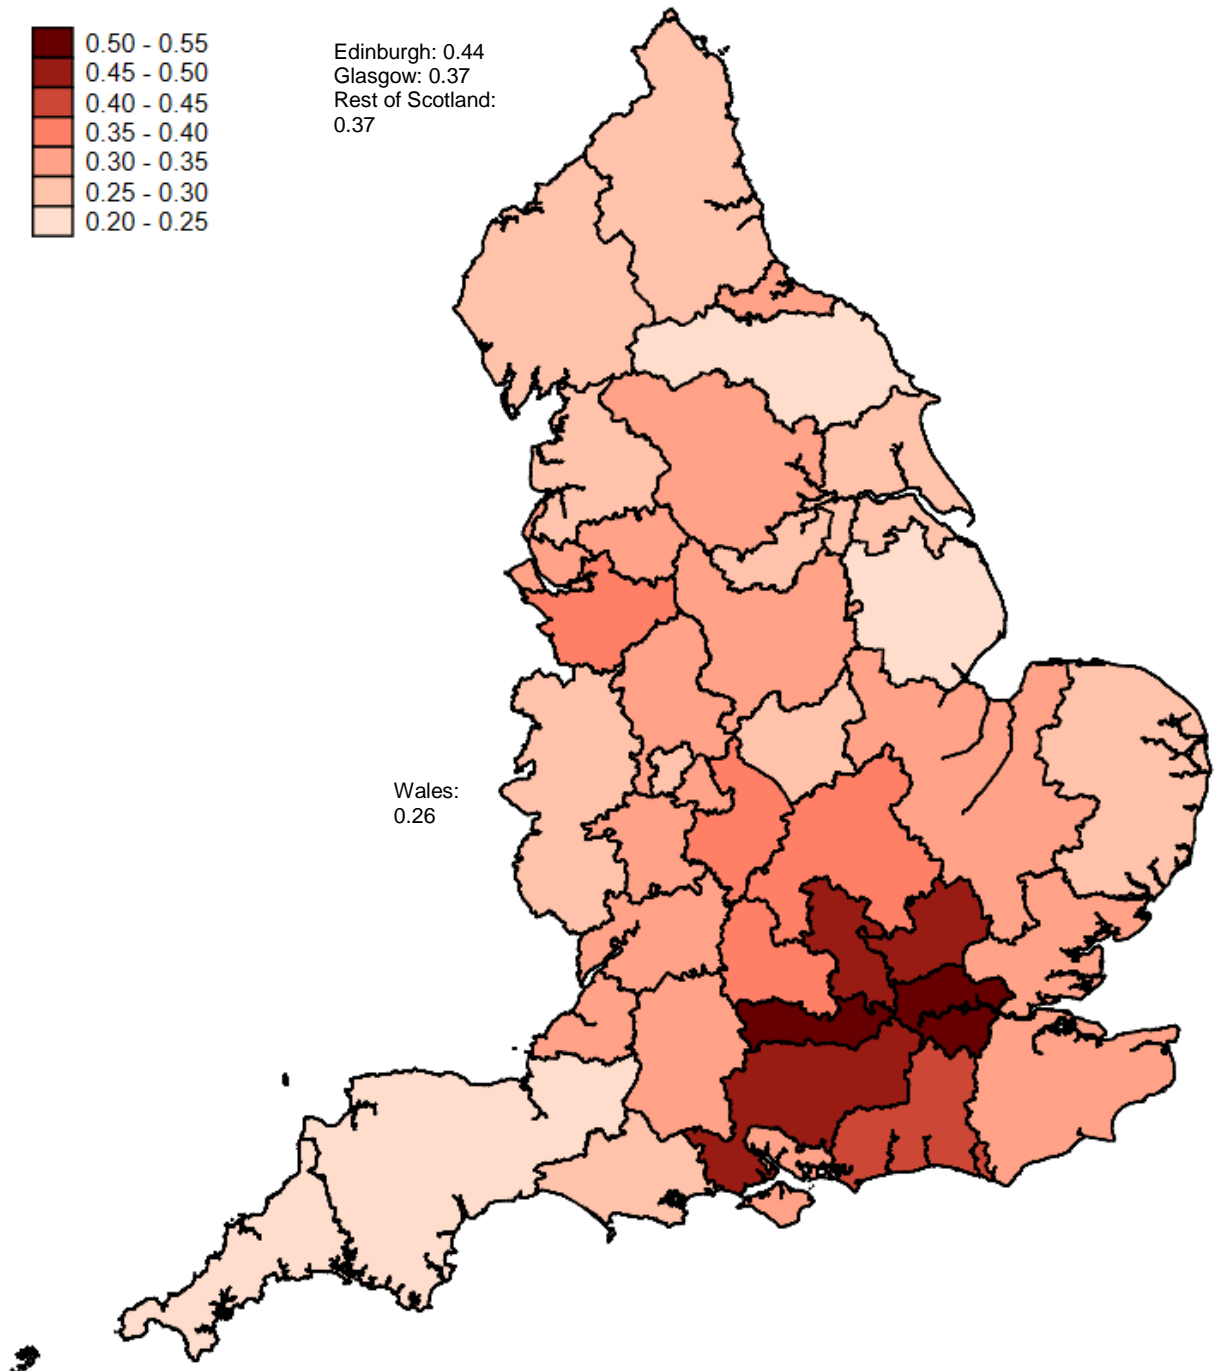 0.50 - 0.55
0.45 - 0.50
0.40 - 0.45
0.35 - 0.40
0.30 - 0.35
0.25 - 0.30
0.20 - 0.25
Edinburgh: 0.44
Glasgow: 0.37
Rest of Scotland:
0.37
Wales:
0.26